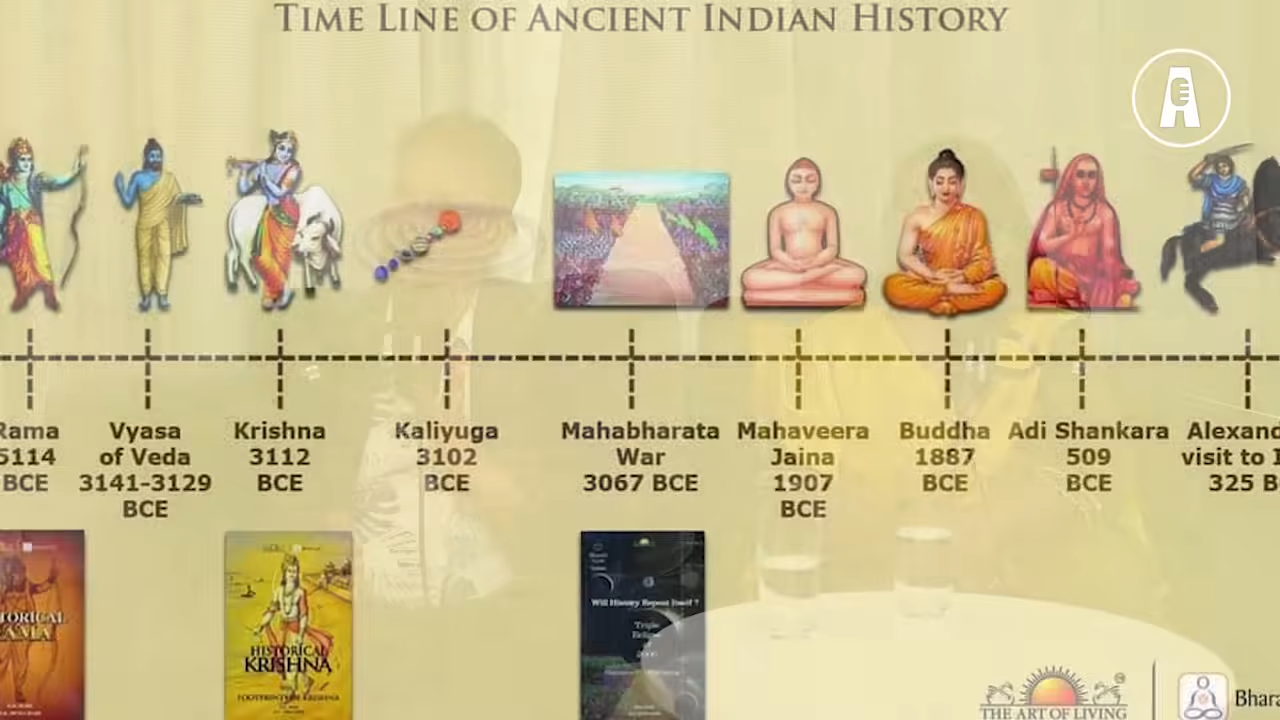 TIME LINE OF ANCIENT INDIAN HISTORY
Rama
5114
BCE
Vyasa
of Veda
3141-3129
BCE
Krishna
3112
BCE
Kaliyuga
3102
BCE
Mahabharata
War
3067 BCE
Mahaveera
Jaina
1907
BCE
Buddha
1887
BCE
Adi Shankara
509
BCE
Alexand
visit to I
325 B
HISTORICAL
KRISHNA
Will History Repeat Itself ?
Triple
THE ART OF LIVING
Bhara